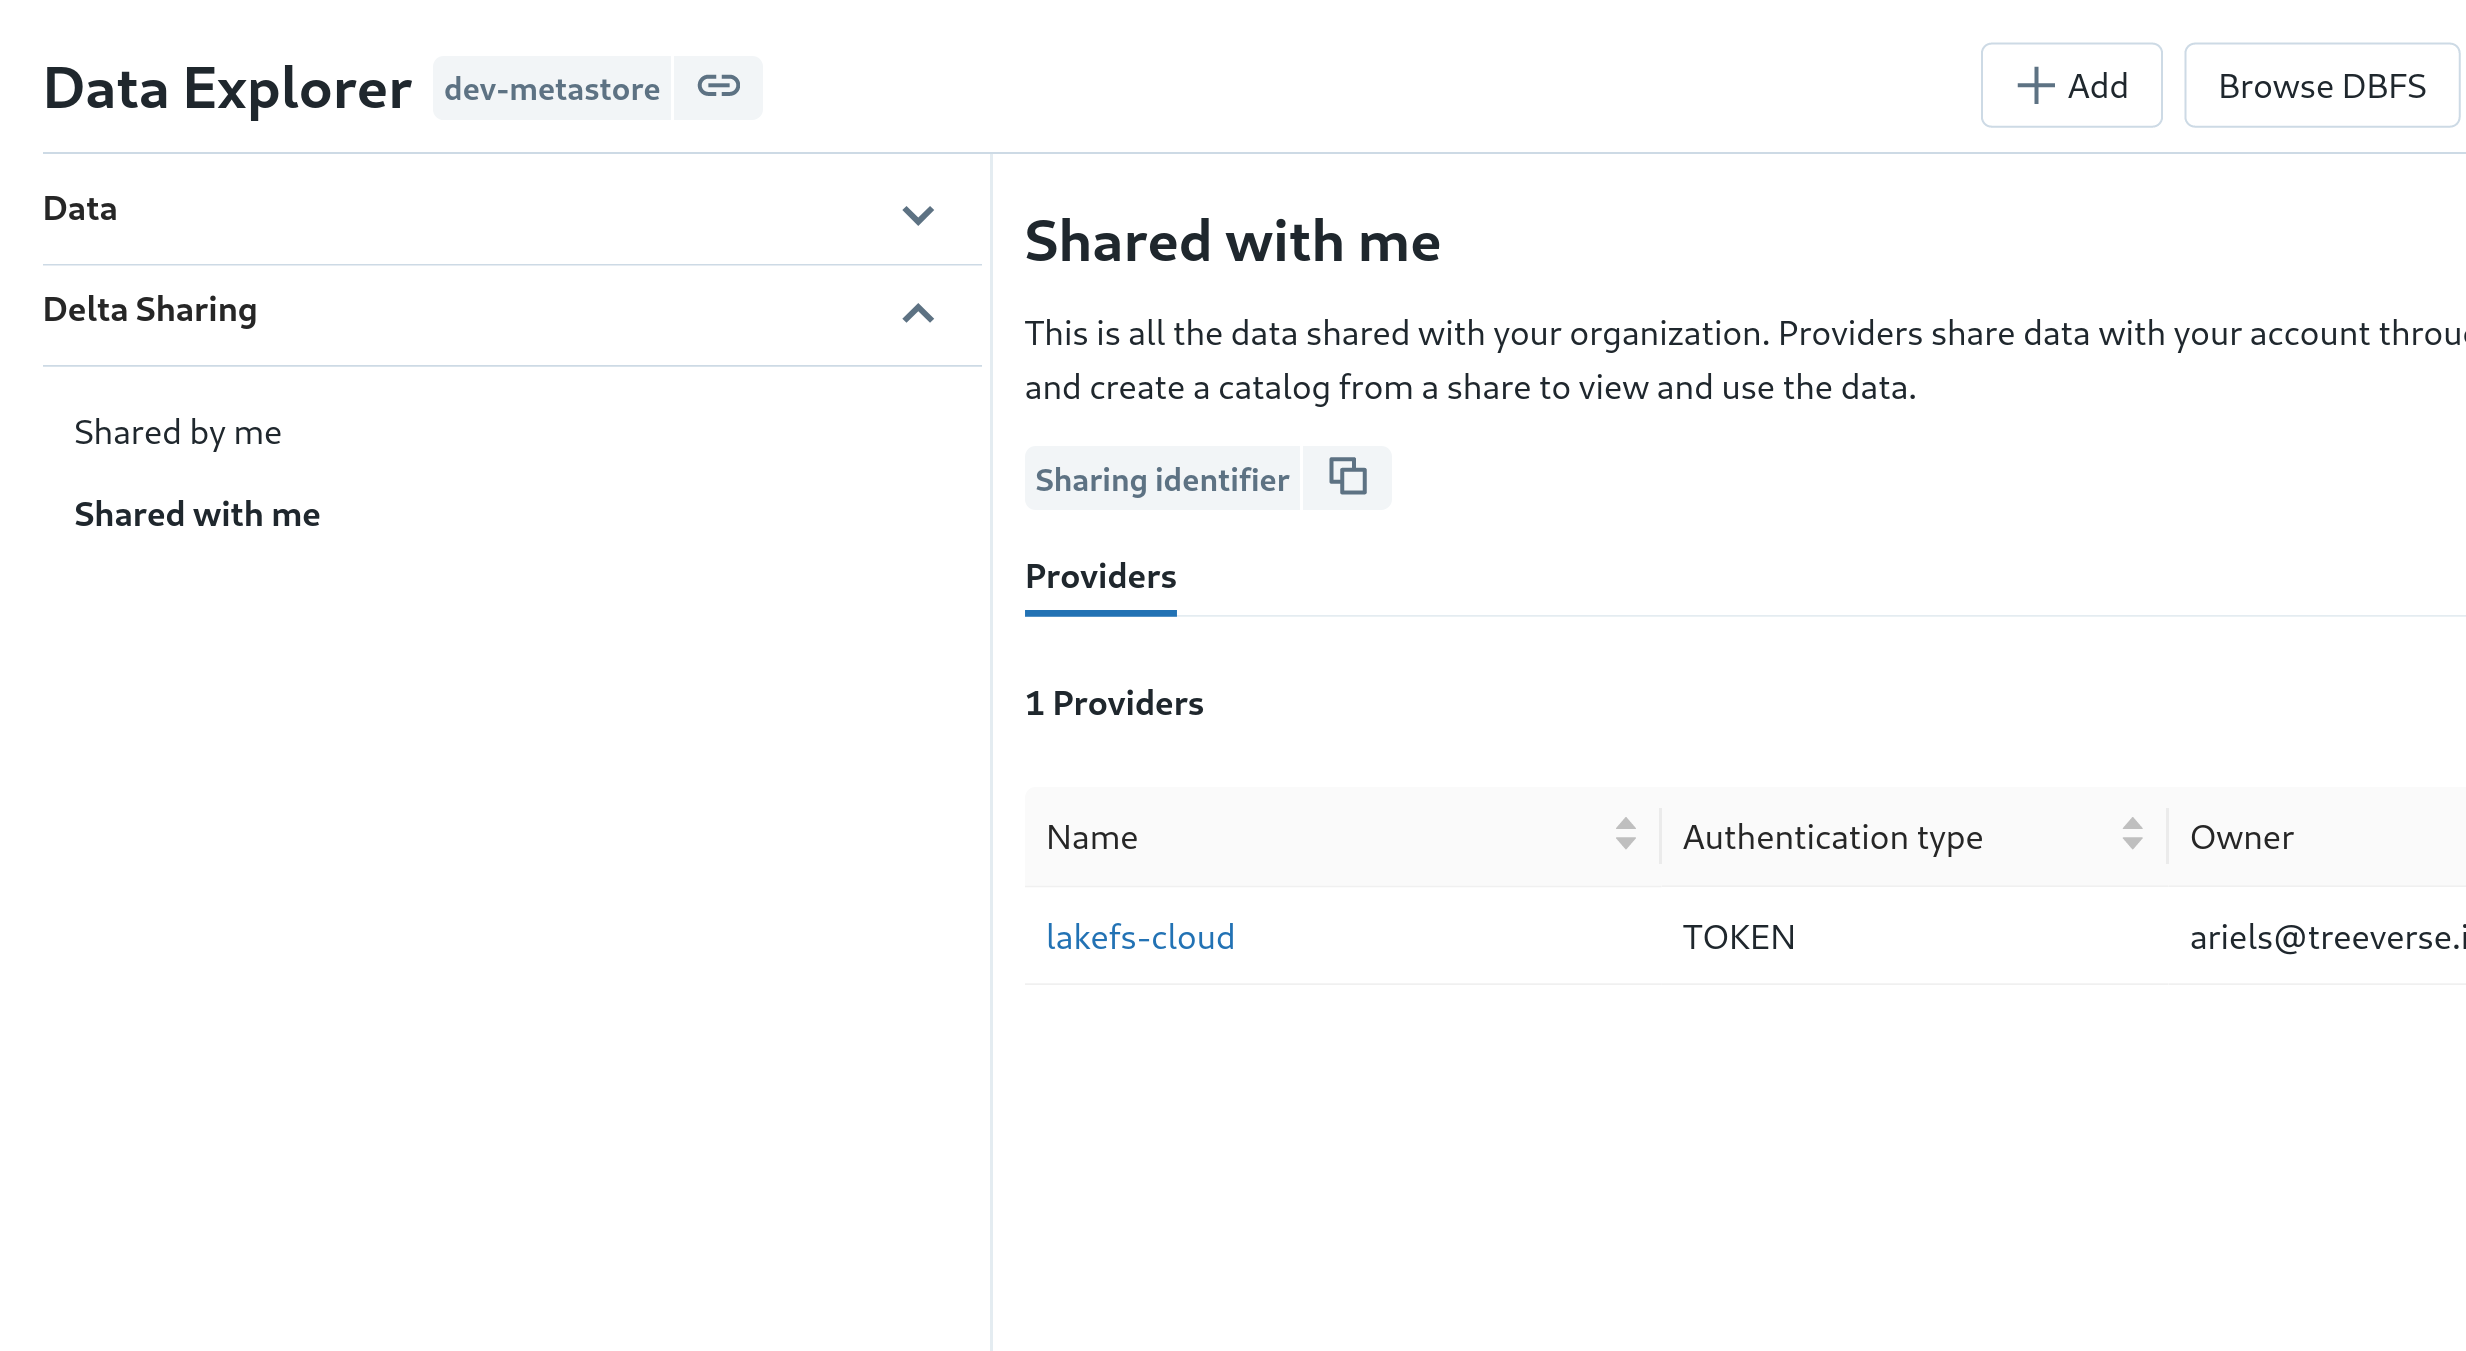 Data Explorer dev-metastore
Add Browse DBFS
Data
Delta Sharing
Shared by me
Shared with me
Shared with me
This is all the data shared with your organization. Providers share data with your account
and create a catalog from a share to view and use the data.
Sharing identifier
Providers
1 Providers
Name Authentication type Owner
lakefs-cloud TOKEN ariels@treeverse.i